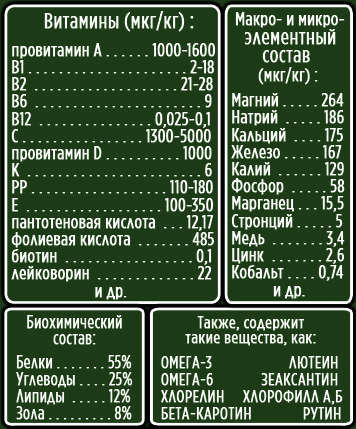 Витамины (мкг/кг) :
провитамин А ...... 1000-1600
В1 ........................ 2-18
В2 ...................... 21-28
В6 ........................... 9
В12 ................ 0,025-0,1
С ................. 1300-5000
провитамин D ......... 1000
К ............................ 6
РР .................... 110-180
Е ..................... 100-350
пантотеновая кислота ... 12,17
фолиевая кислота ...... 485
биотин .................. 0,1
лейковорин ............. 22
и др.
Макро- и микро-
элементный
состав
(мкг/кг) :
Магний ..... 264
Натрий ..... 186
Кальций ... 175
Железо .... 167
Калий ...... 129
Фосфор ..... 58
Марганец .. 15,5
Стронций ... 5
Медь ....... 3,4
Цинк ....... 2,6
Кобальт ... 0,74
и др.
Биохимический
состав:
Белки ....... 55%
Углеводы .... 25%
Липиды ..... 12%
Зола ........ 8%
Также, содержит
такие вещества, как:
ОМЕГА-3 ЛЮТЕИН
ОМЕГА-6 ЗЕАКСАНТИН
ХЛОРЕЛИН ХЛОРОФИЛЛ А,Б
БЕТА-КАРОТИН РУТИН